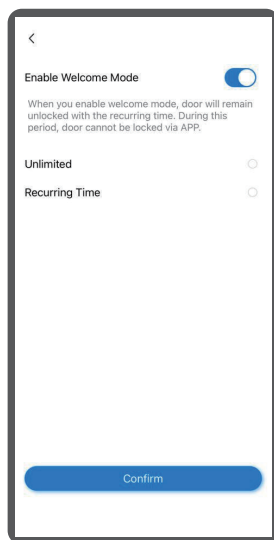 Enable Welcome Mode
When you enable welcome mode, door will remain
unlocked with the recurring time. During this
period, door cannot be locked via APP.
Unlimited
Recurring Time
Confirm